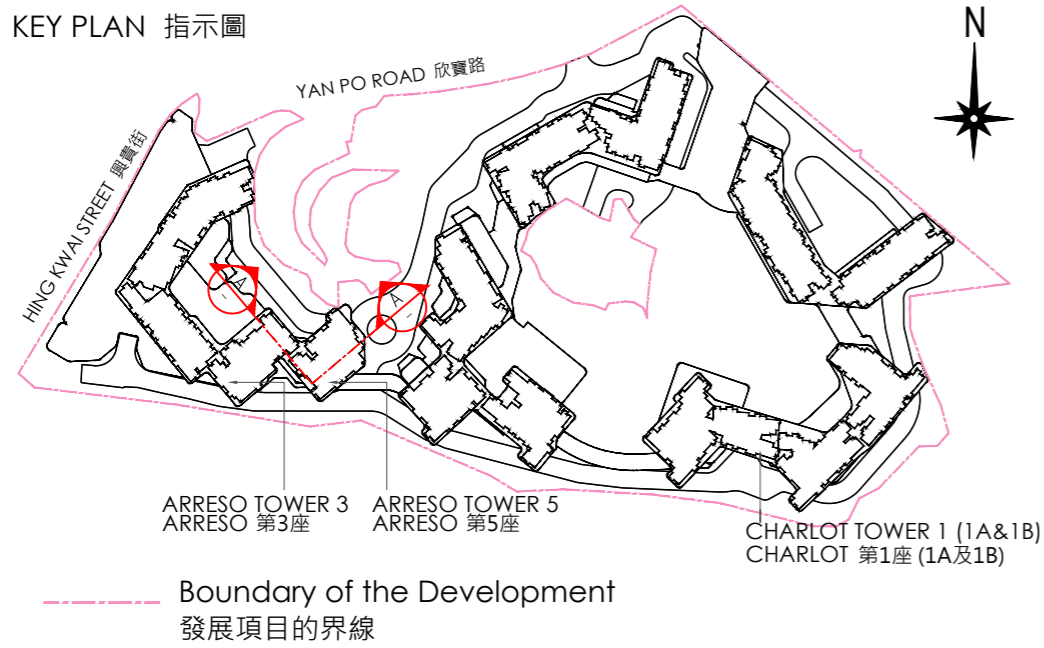 KEY PLAN 指示圖
N
YAN PO ROAD 欣寶路
HING KWAI STREET 興貴街
A
-
A
-
ARRESO TOWER 3
ARRESO 第3座
ARRESO TOWER 5
ARRESO 第5座
CHARLOT TOWER 1 (1A&1B)
CHARLOT 第1座 (1A及1B)
Boundary of the Development
發展項目的界線